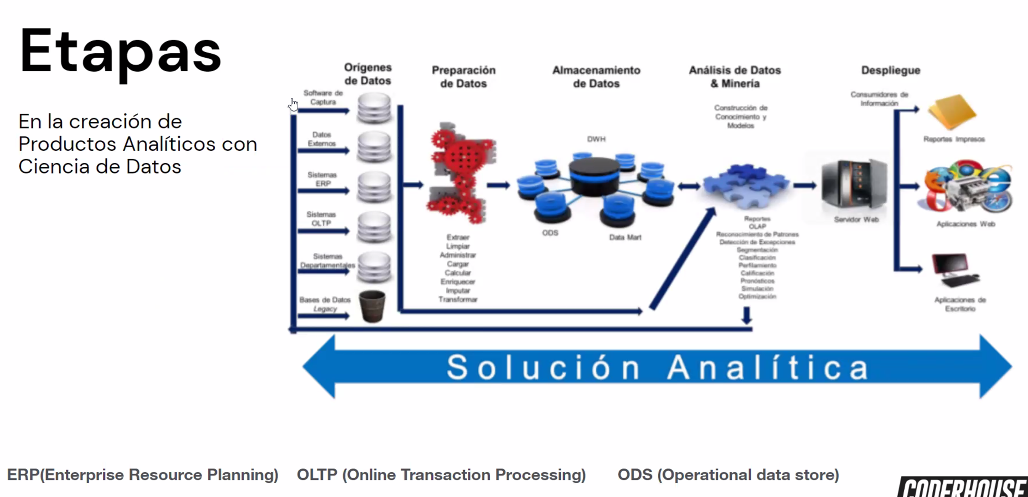 Etapas
En la creación de
Productos Analíticos con
Ciencia de Datos
Orígenes
de Datos
Software de
Captura
Datos
Externos
Sistemas
ERP
Sistemas
OLTP
Sistemas
Departamentales
Bases de Datos
Legacy
Preparación
de Datos
Extraer
Limpiar
Administrar
Cargar
Calcular
Enriquecer
Imputar
Transformar
Almacenamiento
de Datos
DWH
ODS
Data Mart
Análisis de Datos
& Minería
Construcción de
Conocimiento y
Modelos
Reportes
OLAP
Reconocimiento de Patrones
Detección de Excepciones
Segmentación
Clasificación
Perfilamiento
Calificación
Pronósticos
Simulación
Optimización
Despliegue
Consumidores de
Información
Servidor Web
Reportes Impresos
Aplicaciones Web
Aplicaciones de
Escritorio
Solución Analítica
ERP(Enterprise Resource Planning)
OLTP (Online Transaction Processing)
ODS (Operational data store)
CODERHOUSE